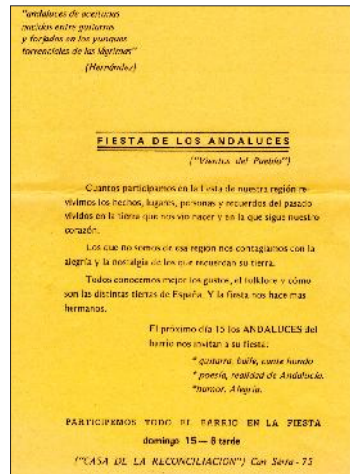 "andaluces de aceitunas
nacidos entre guitarras
y forjados en los yunques
torrenciales de las lágrimas"
(Hernández)
FIESTA DE LOS ANDALUCES
("Vientos del Pueblo")
Cuantos participamos en la fiesta de nuestra región re-
vivimos los hechos, lugares, personas y recuerdos del pasado
vividos en la tierra que nos vio nacer y en la que sigue nuestro
corazón.
Los que no somos de esa región nos contagiamos con la
alegría y la nostalgia de los que recuerdan su tierra.
Todos conocemos mejor los gustos, el folklore y cómo
son las distintas tierras de España. Y la fiesta nos hace mas
hermanos.
El próximo día 15 los ANDALUCES del
barrio nos invitan a su fiesta:
* guitarra, baile, cante hondo
* poesía, realidad de Andalucía.
*humor, Alegría.
PARTICIPEMOS TODO EL BARRIO EN LA FIESTA
domingo 15 — 6 tarde
("CASA DE LA RECONCILIACION") Can Serra - 75